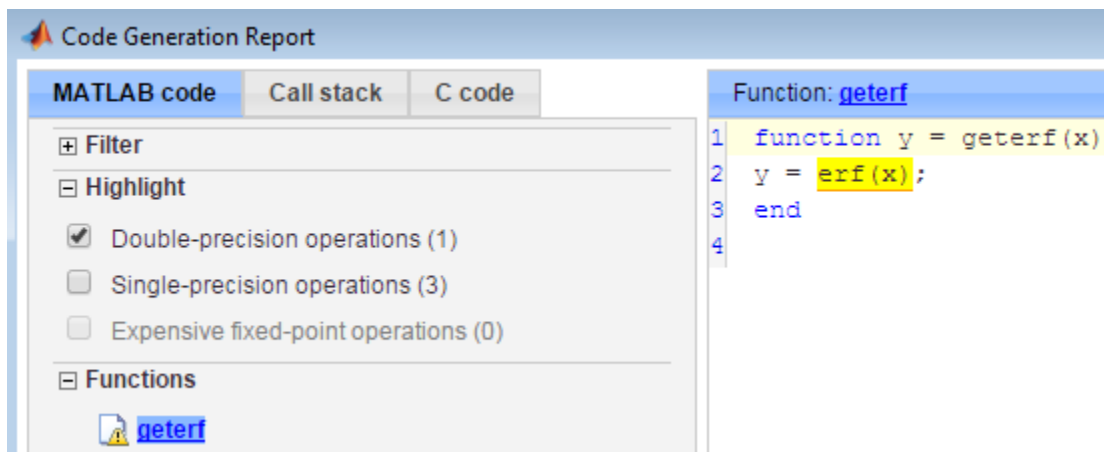 Code Generation Report
MATLAB code
Call stack
C code
Filter
Highlight
Double-precision operations (1)
Single-precision operations (3)
Expensive fixed-point operations (0)
Functions
geterf
Function: geterf
1 function y = geterf(x)
2 y = erf(x);
3 end
4